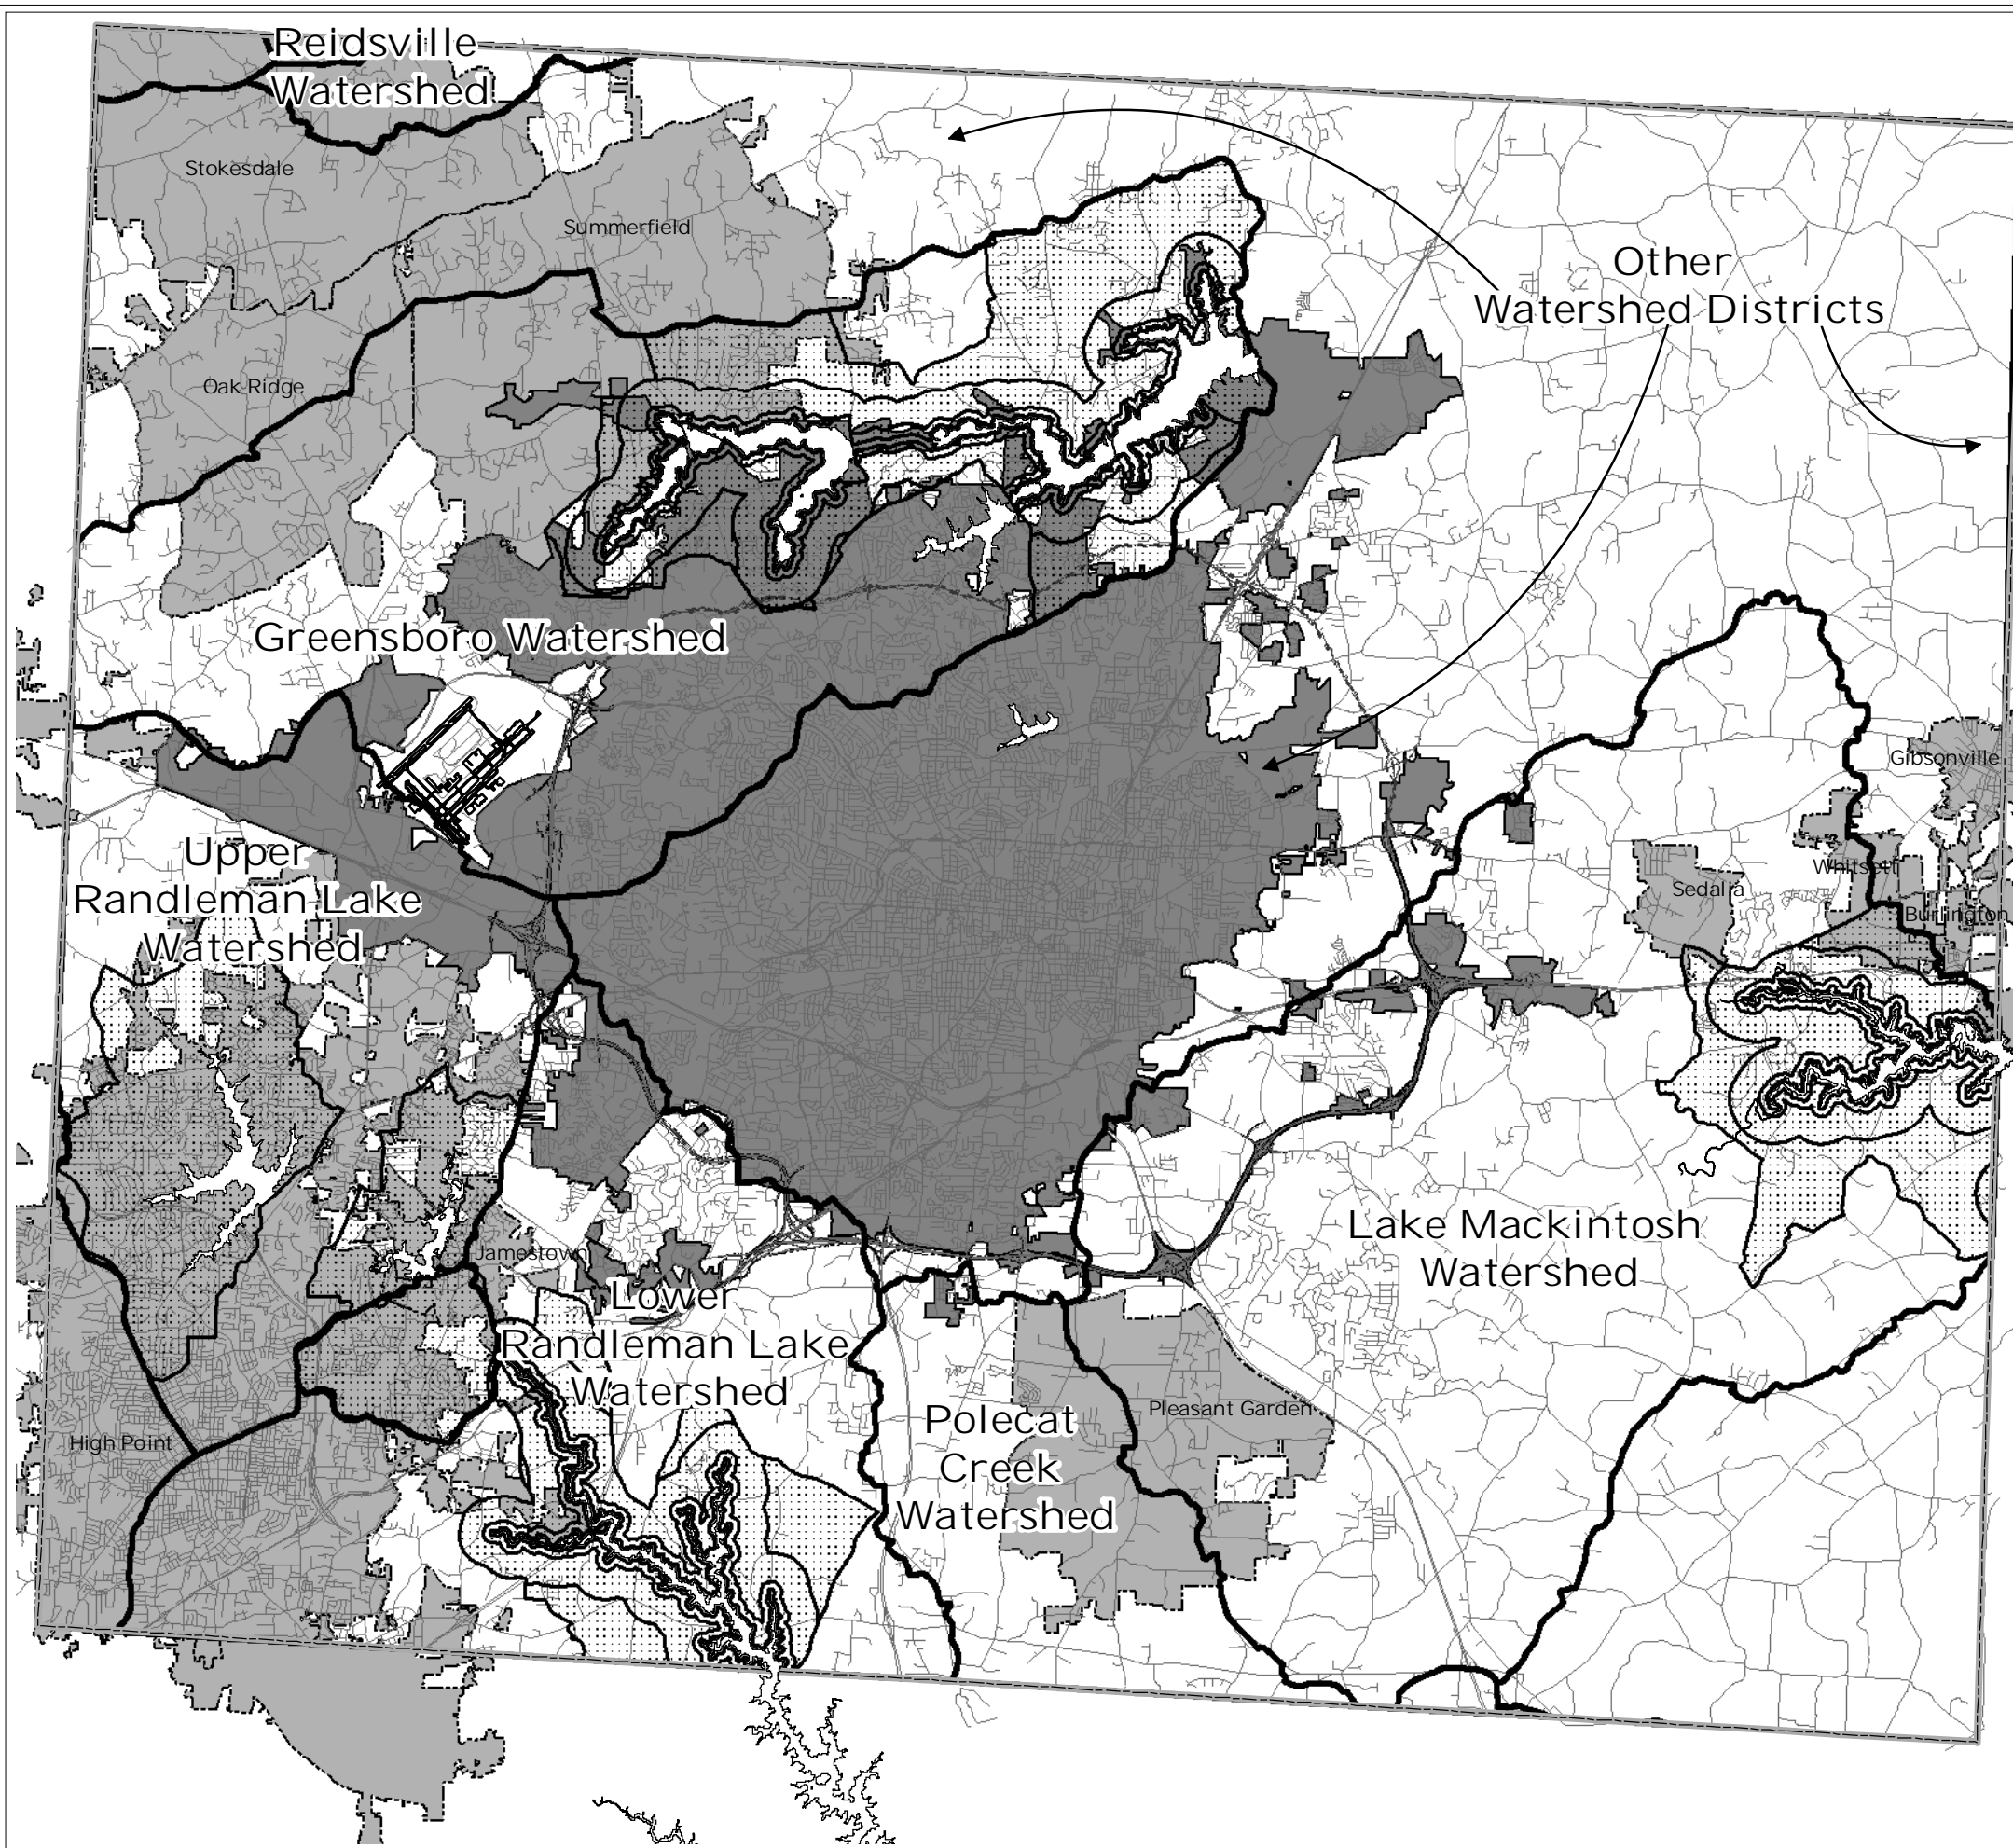 Reidsville
Watershed
Stokesdale
Summerfield
Other
Watershed Districts
Oak Ridge
Greensboro Watershed
Gibsonville
Upper
Randleman Lake
Watershed
Whitsett
Sedalia
Burlington
Lake Mackintosh
Watershed
Jamestown
Lower
Randleman Lake
Watershed
Pleasant Garden
Polecat
Creek
Watershed
High Point